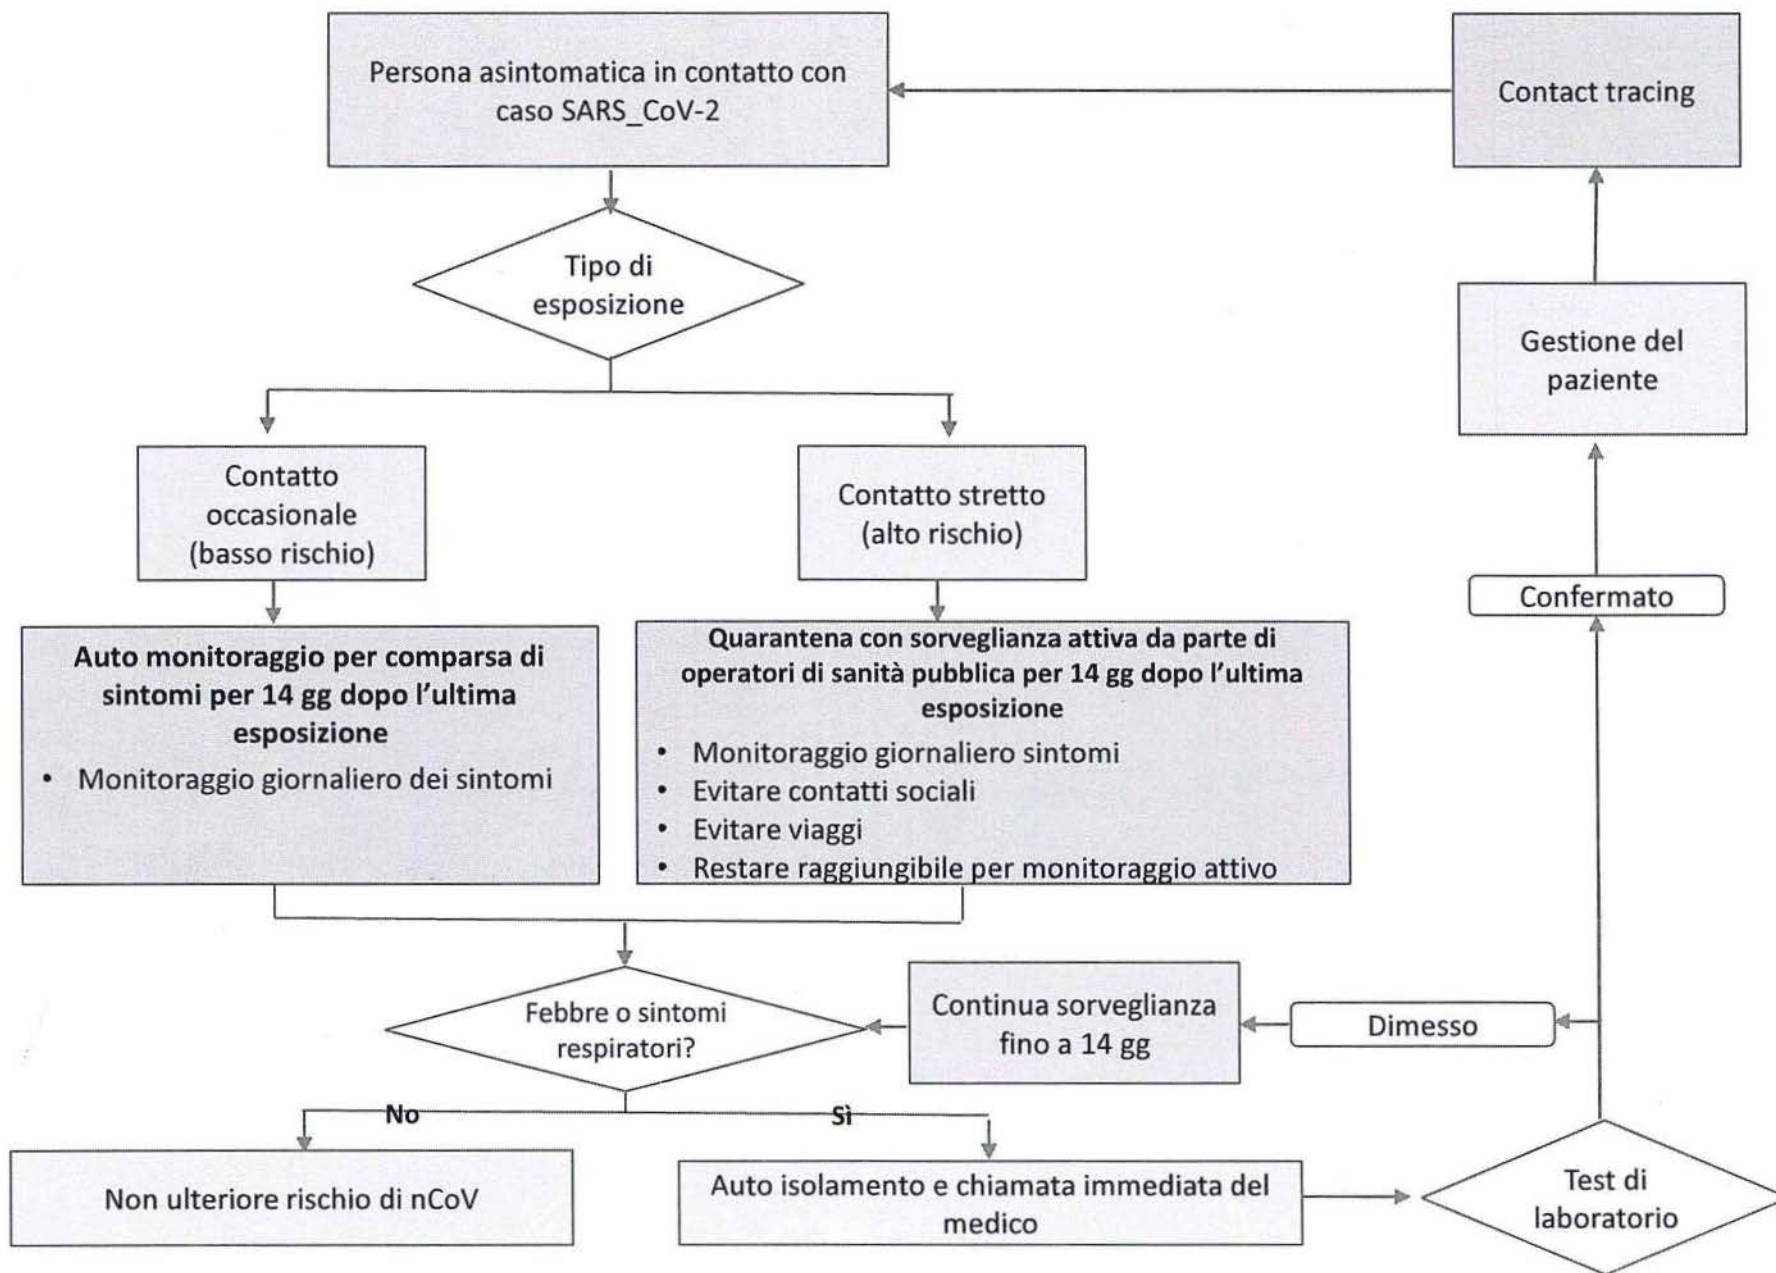 Persona asintomatica in contatto con
caso SARS_CoV-2
Contact tracing
Tipo di
esposizione
Gestione del
paziente
Contatto
occasionale
(basso rischio)
Contatto stretto
(alto rischio)
Confermato
Auto monitoraggio per comparsa di
sintomi per 14 gg dopo l'ultima
esposizione
• Monitoraggio giornaliero dei sintomi
Quarantena con sorveglianza attiva da parte di
operatori di sanità pubblica per 14 gg dopo l'ultima
esposizione
• Monitoraggio giornaliero sintomi
• Evitare contatti sociali
• Evitare viaggi
• Restare raggiungibile per monitoraggio attivo
Febbre o sintomi
respiratori?
Continua sorveglianza
fino a 14 gg
Dimesso
No
Sì
Non ulteriore rischio di nCoV
Auto isolamento e chiamata immediata del
medico
Test di
laboratorio